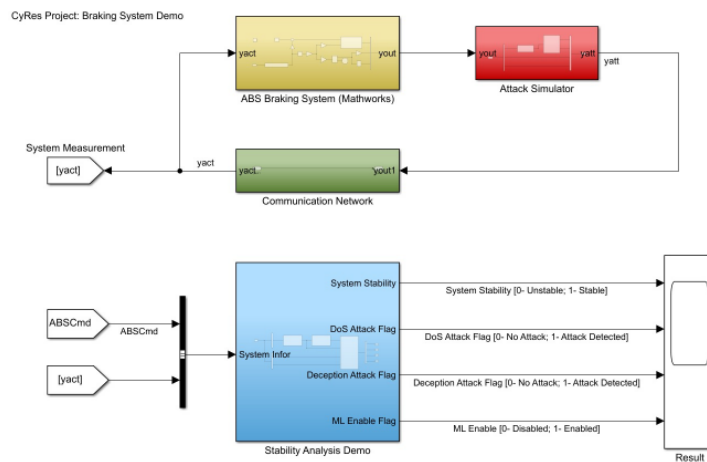 CyRes Project: Braking System Demo
yact
yout
ABS Braking System (Mathworks)
yout
yatt
Attack Simulator
yatt
System Measurement
[yact]
yact
yact
yout1
Communication Network
ABSCmd
ABSCmd
[yact]
System Infor
System Stability
DoS Attack Flag
Deception Attack Flag
ML Enable Flag
Stability Analysis Demo
System Stability [0- Unstable; 1- Stable]
DoS Attack Flag [0- No Attack; 1- Attack Detected]
Deception Attack Flag [0- No Attack; 1- Attack Detected]
ML Enable [0- Disabled; 1- Enabled]
Result